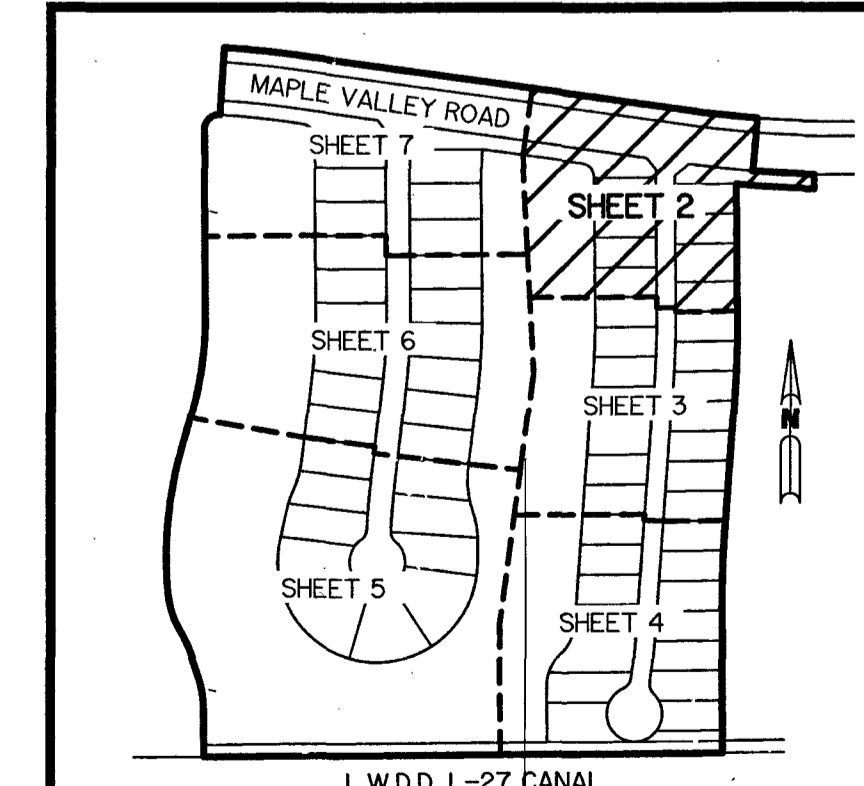 MAPLE VALLEY ROAD
SHEET 7
SHEET 2
SHEET 6
SHEET 3
N
SHEET 5
SHEET 4
L.W.D.D. L-27 CANAL